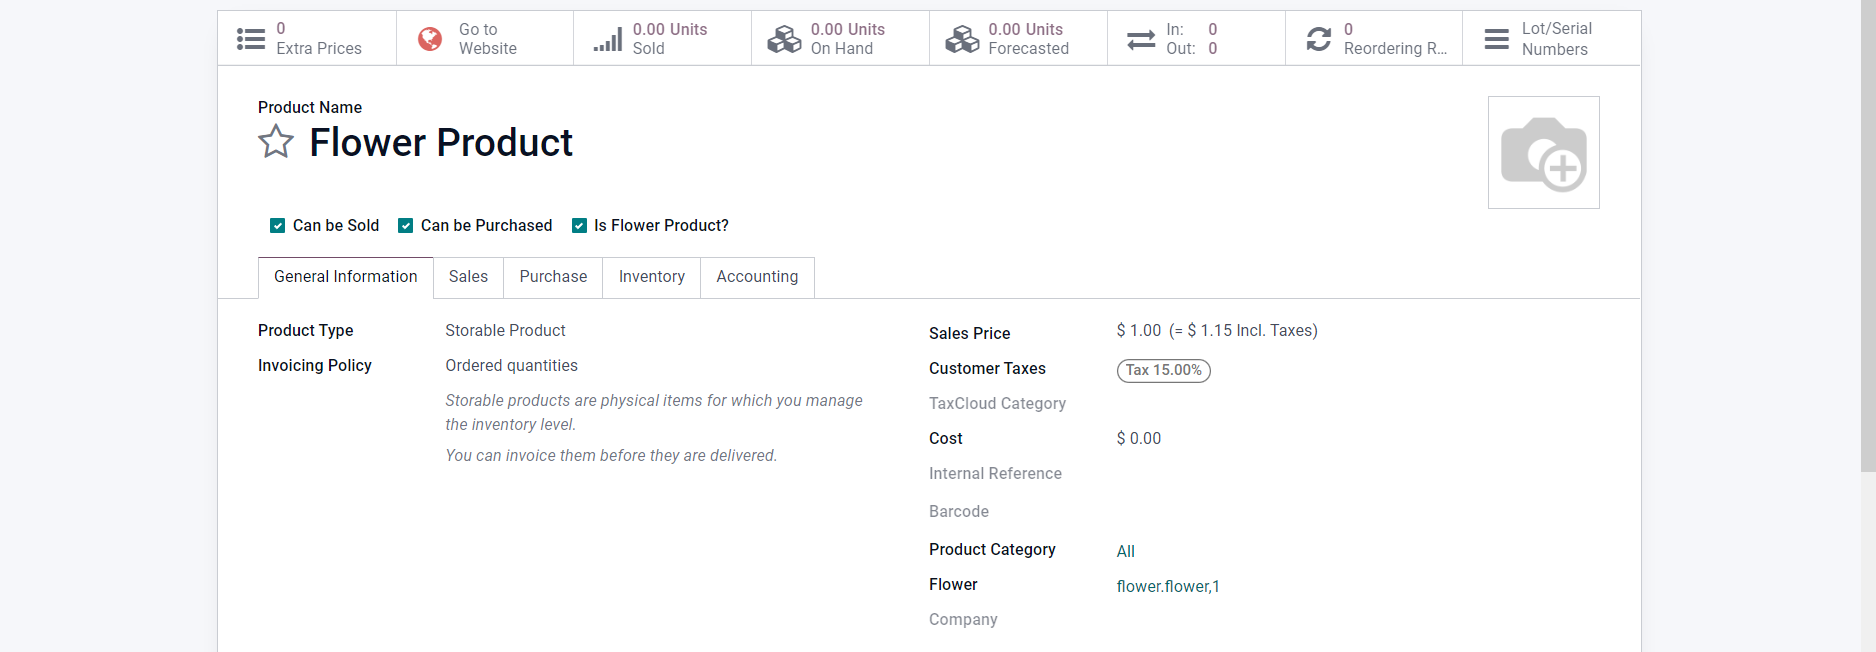 0
Extra Prices
Go to
Website
0.00 Units
Sold
0.00 Units
On Hand
0.00 Units
Forecasted
In: 0
Out: 0
0
Reordering R...
Lot/Serial
Numbers
Product Name
Flower Product
Can be Sold Can be Purchased Is Flower Product?
General Information Sales Purchase Inventory Accounting
Product Type Storable Product
Invoicing Policy Ordered quantities
Storable products are physical items for which you manage
the inventory level.
You can invoice them before they are delivered.
Sales Price $ 1.00 (= $ 1.15 Incl. Taxes)
Customer Taxes Tax 15.00%
TaxCloud Category
Cost $ 0.00
Internal Reference
Barcode
Product Category All
Flower flower.flower,1
Company